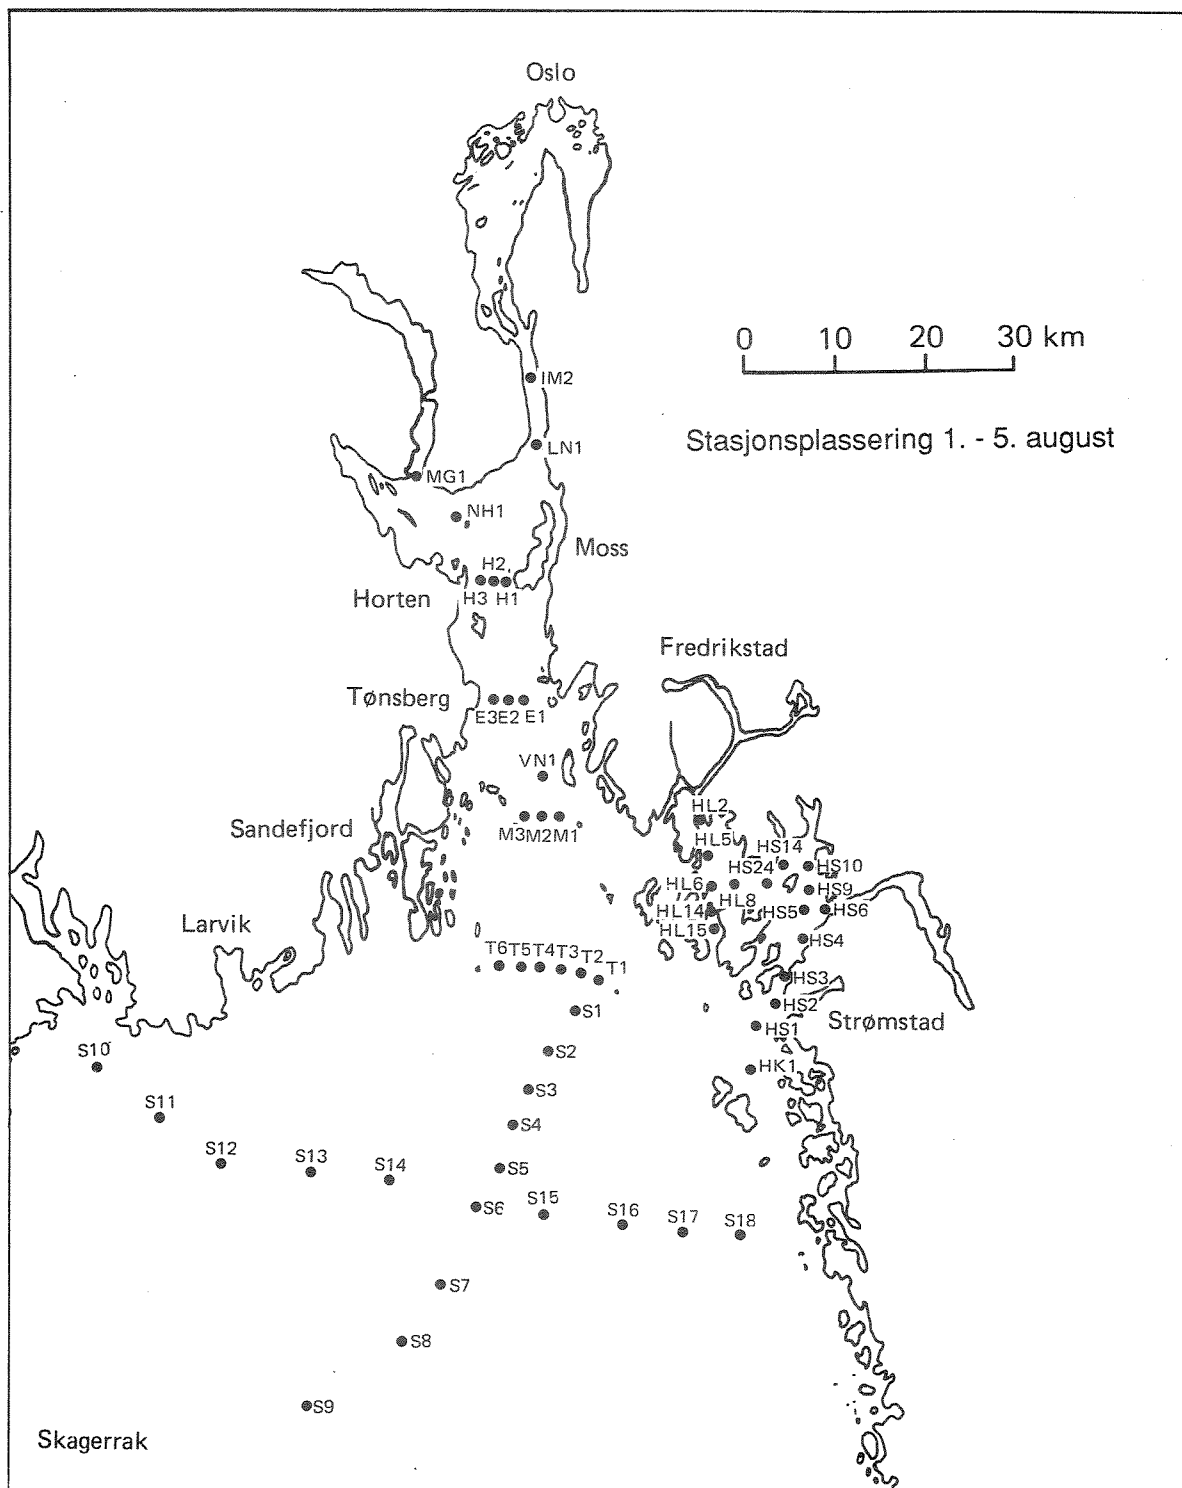 Oslo
0 10 20 30 km
IM2
Stasjonsplassering 1. - 5. august
LN1
MG1
NH1
Moss
H2
Horten
H3 H1
Fredrikstad
Tønsberg
E3 E2 E1
VN1
HL2
Sandefjord
M3 M2 M1
HL5
HS14
HS24
HS10
HL6
HS9
HL8
Larvik
HL14
HS5
HS6
HL15
HS4
T6 T5 T4 T3 T2 T1
HS3
S1
HS2
Strømstad
HS1
S10
S2
HK1
S3
S11
S4
S12
S13
S14
S5
S6
S15
S16
S17
S18
S7
S8
S9
Skagerrak